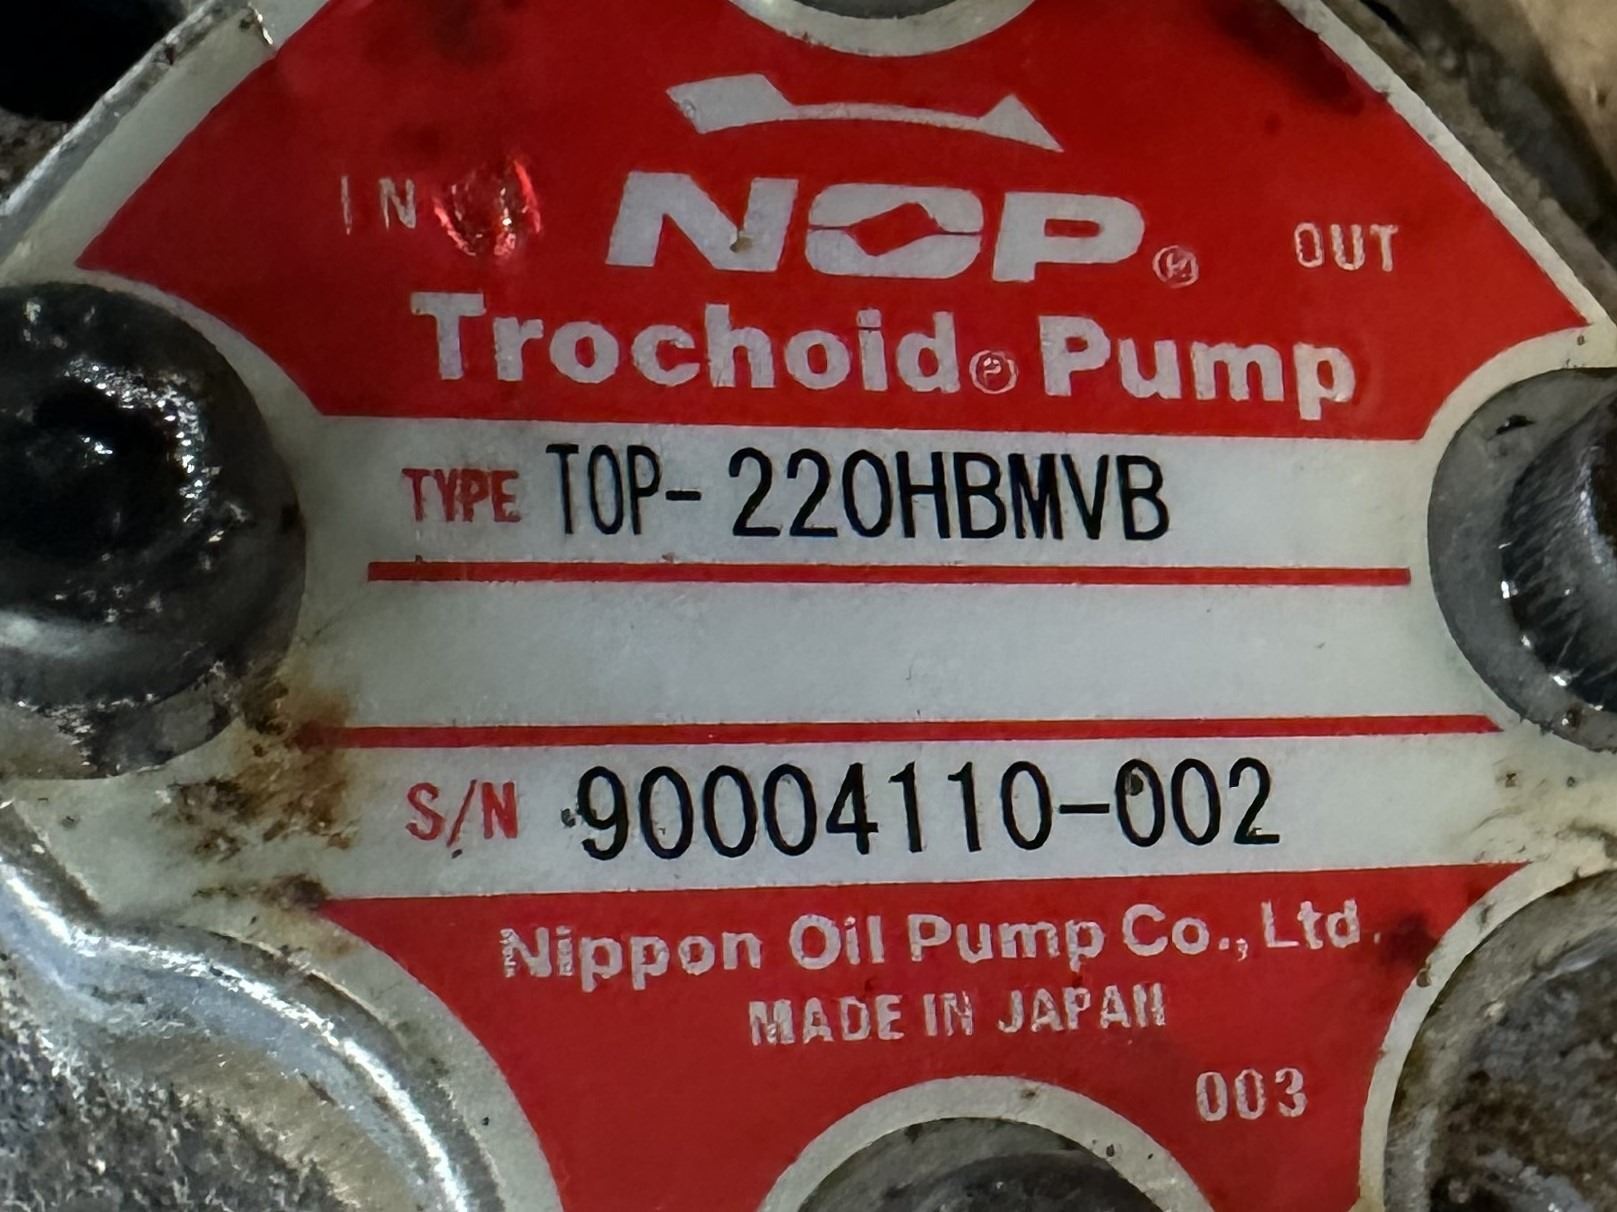 IN NOP® OUT
Trochoid® Pump
TYPE TOP-220HBMVB
S/N 90004110-002
Nippon Oil Pump Co., Ltd.
MADE IN JAPAN
003